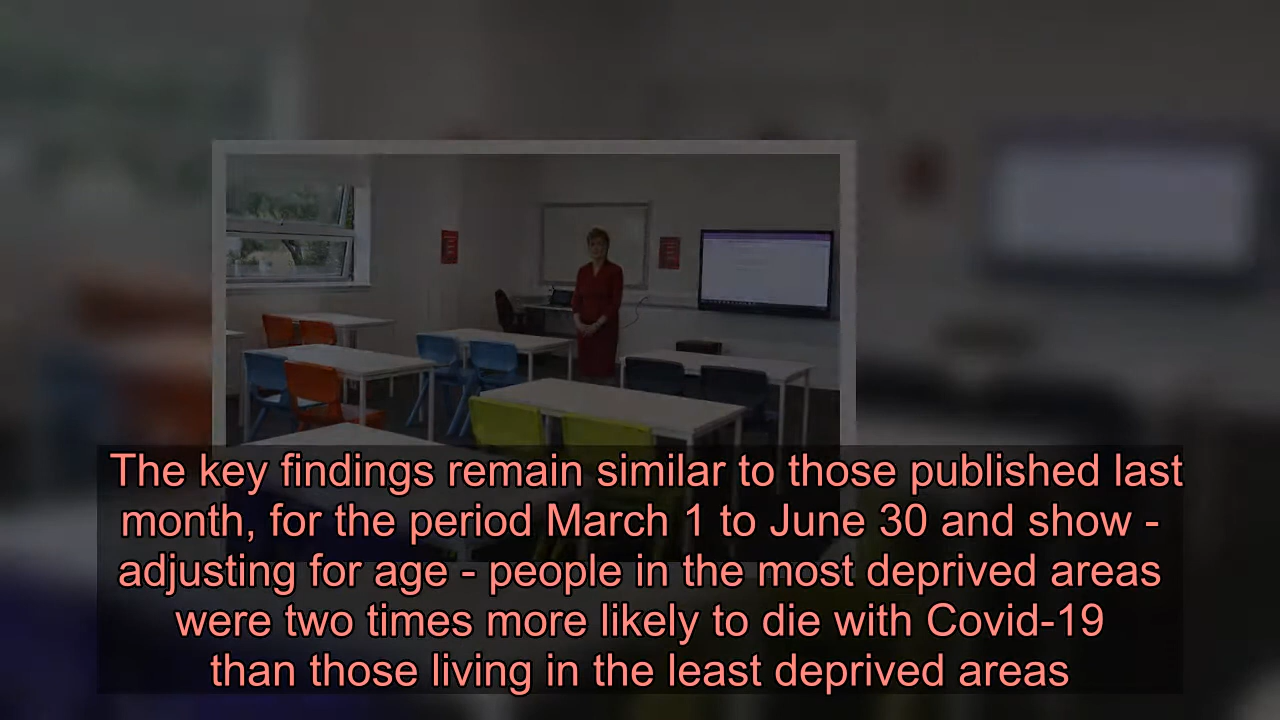 The key findings remain similar to those published last
month, for the period March 1 to June 30 and show -
adjusting for age - people in the most deprived areas
were two times more likely to die with Covid-19
than those living in the least deprived areas